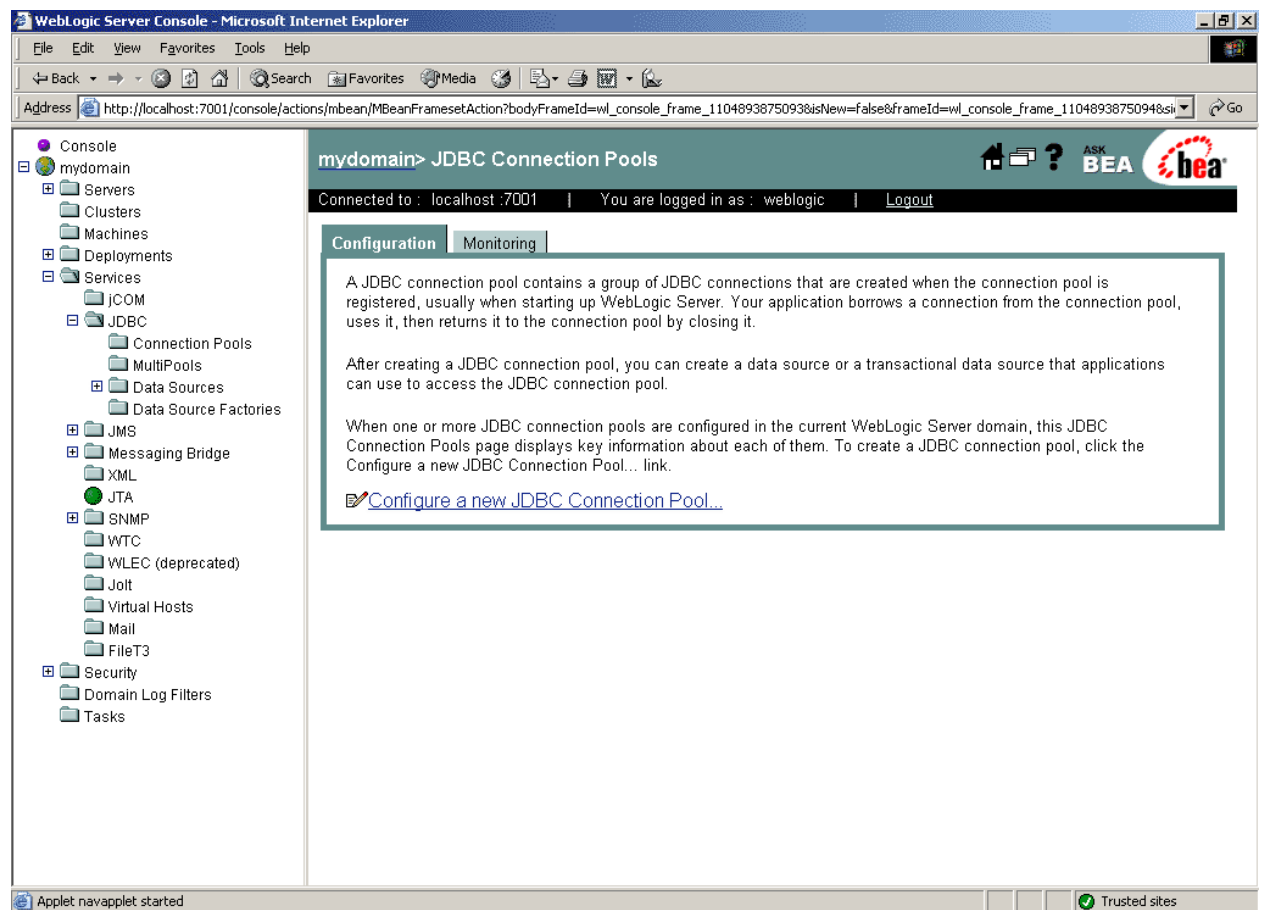 WebLogic Server Console - Microsoft Internet Explorer
File Edit View Favorites Tools Help
Back Search Favorites Media
Address http://localhost:7001/console/actions/mbean/MBeanFramesetAction?bodyFrameId=wl_console_frame_1104893875093&isNew=false&frameId=wl_console_frame_1104893875094&si Go
Console
mydomain
Servers
Clusters
Machines
Deployments
Services
jCOM
JDBC
Connection Pools
MultiPools
Data Sources
Data Source Factories
JMS
Messaging Bridge
XML
JTA
SNMP
WTC
WLEC (deprecated)
Jolt
Virtual Hosts
Mail
FileT3
Security
Domain Log Filters
Tasks
mydomain> JDBC Connection Pools
? ASK BEA bea
Connected to : localhost :7001 | You are logged in as : weblogic | Logout
Configuration Monitoring
A JDBC connection pool contains a group of JDBC connections that are created when the connection pool is
registered, usually when starting up WebLogic Server. Your application borrows a connection from the connection pool,
uses it, then returns it to the connection pool by closing it.
After creating a JDBC connection pool, you can create a data source or a transactional data source that applications
can use to access the JDBC connection pool.
When one or more JDBC connection pools are configured in the current WebLogic Server domain, this JDBC
Connection Pools page displays key information about each of them. To create a JDBC connection pool, click the
Configure a new JDBC Connection Pool... link.
Configure a new JDBC Connection Pool...
Applet navapplet started Trusted sites